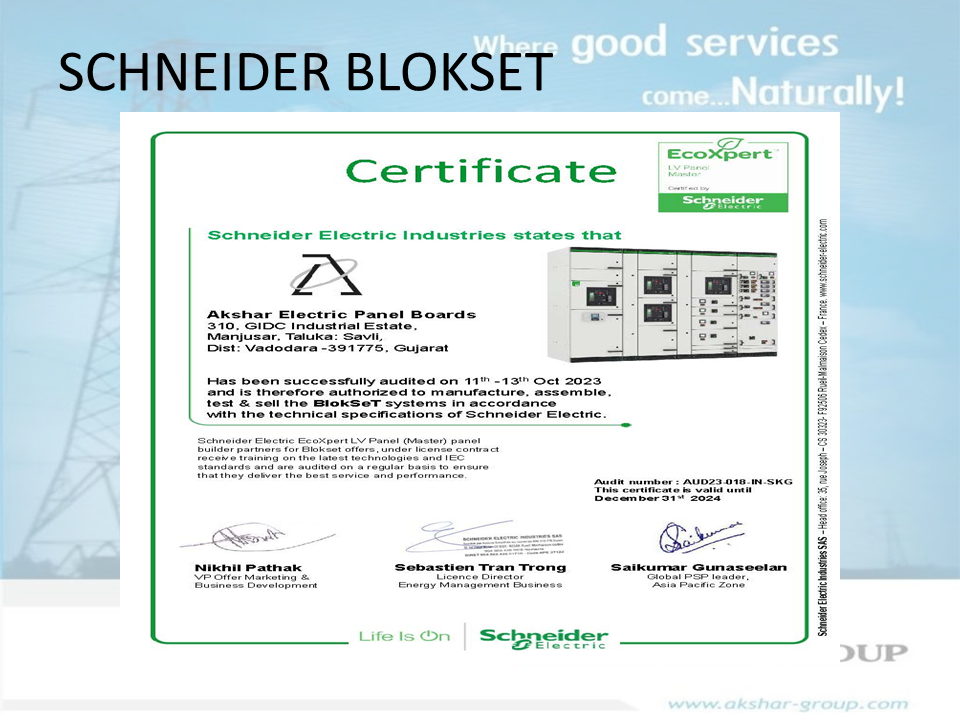 SCHNEIDER BLOKSET
Where good services
come...Naturally!
Certificate
EcoXpert™
LV Panel
Master
Certified by
Schneider
Electric
Schneider Electric Industries states that
Akshar Electric Panel Boards
310, GIDC Industrial Estate,
Manjusar, Taluka: Savli,
Dist: Vadodara -391775, Gujarat
Has been successfully audited on 11th -13th Oct 2023
and is therefore authorized to manufacture, assemble,
test & sell the BlokSeT systems in accordance
with the technical specifications of Schneider Electric.
Schneider Electric EcoXpert LV Panel (Master) panel
builder partners for Blokset offers, under license contract
receive training on the latest technologies and IEC
standards and are audited on a regular basis to ensure
that they deliver the best service and performance.
Audit number : AUD23-018-IN-SKG
This certificate is valid until
December 31st 2024
SCHNEIDER ELECTRIC INDUSTRIES SAS
Nikhil Pathak
VP Offer Marketing &
Business Development
Sebastien Tran Trong
Licence Director
Energy Management Business
Saikumar Gunaseelan
Global PSP leader,
Asia Pacific Zone
Life Is On
Schneider
Electric
Schneider Electric Industries SAS – Head office: 35, rue Joseph – CS 30323- F92506 Rueil-Malmaison Cedex – France. www.schneider-electric.com
OUP
www.akshar-group.com